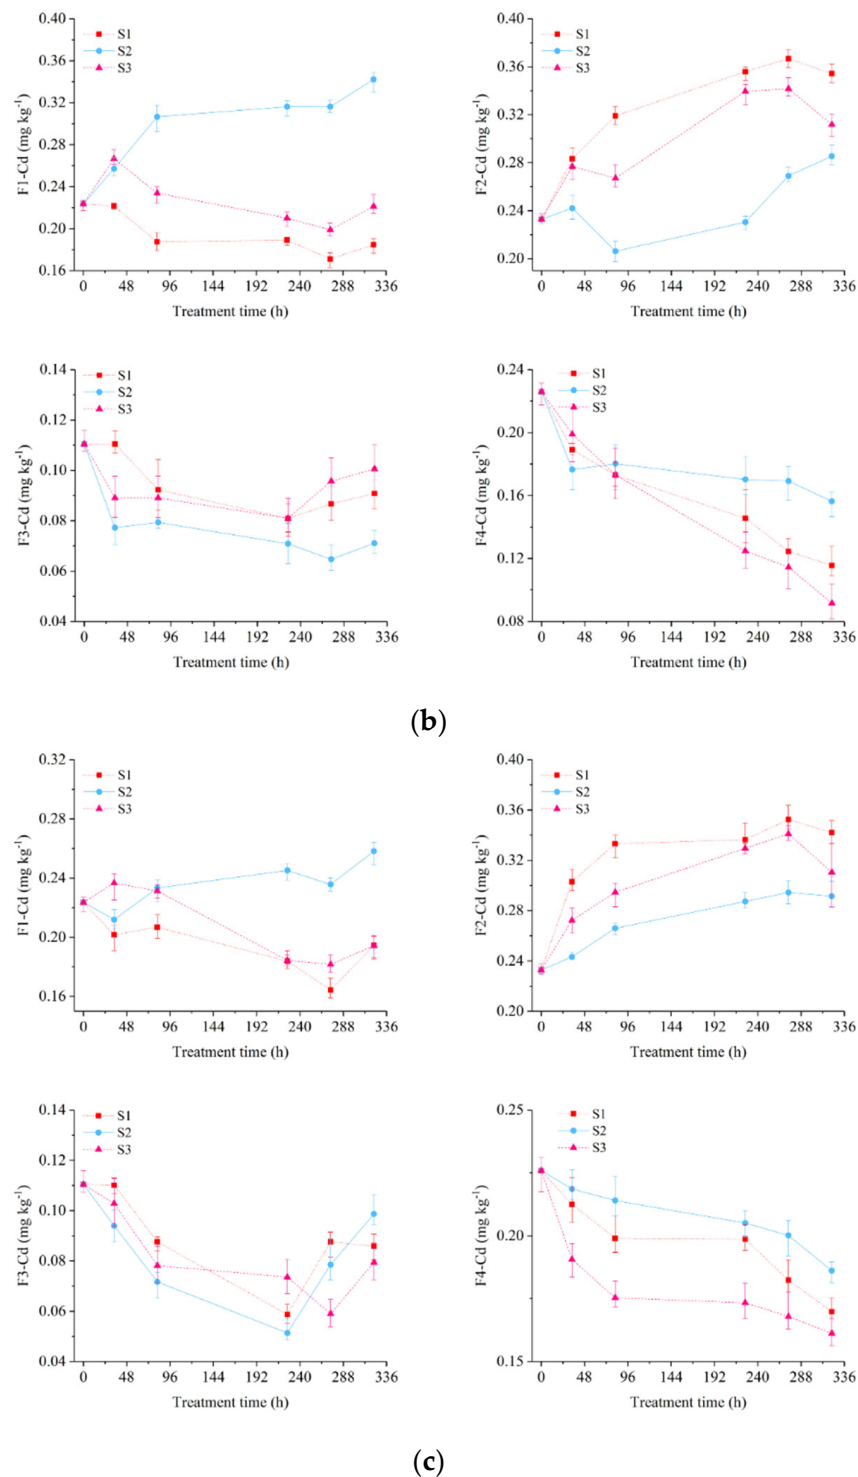 S1
S2
S3
F1-Cd (mg kg-1)
0.40
0.36
0.32
0.28
0.24
0.20
0.16
0 48 96 144 192 240 288 336
Treatment time (h)
S1
S2
S3
F2-Cd (mg kg-1)
0.40
0.36
0.32
0.28
0.24
0.20
0 48 96 144 192 240 288 336
Treatment time (h)
S1
S2
S3
F3-Cd (mg kg-1)
0.14
0.12
0.10
0.08
0.06
0.04
0 48 96 144 192 240 288 336
Treatment time (h)
S1
S2
S3
F4-Cd (mg kg-1)
0.24
0.20
0.16
0.12
0.08
0 48 96 144 192 240 288 336
Treatment time (h)
(b)
S1
S2
S3
F1-Cd (mg kg-1)
0.32
0.28
0.24
0.20
0.16
0 48 96 144 192 240 288 336
Treatment time (h)
S1
S2
S3
F2-Cd (mg kg-1)
0.40
0.36
0.32
0.28
0.24
0.20
0 48 96 144 192 240 288 336
Treatment time (h)
S1
S2
S3
F3-Cd (mg kg-1)
0.14
0.12
0.10
0.08
0.06
0.04
0 48 96 144 192 240 288 336
Treatment time (h)
S1
S2
S3
F4-Cd (mg kg-1)
0.25
0.20
0.15
0 48 96 144 192 240 288 336
Treatment time (h)
(c)